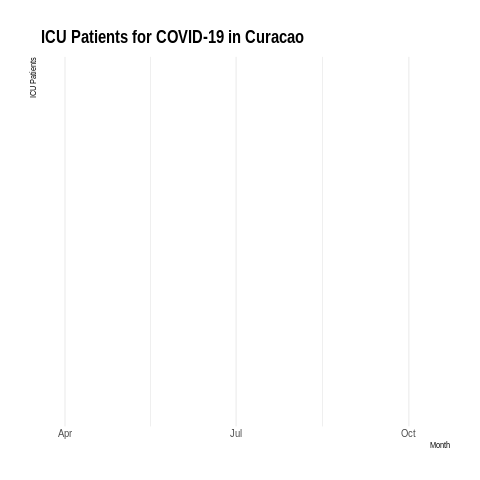 ICU Patients for COVID-19 in Curacao
ICU Patients
Apr Jul Oct
Month